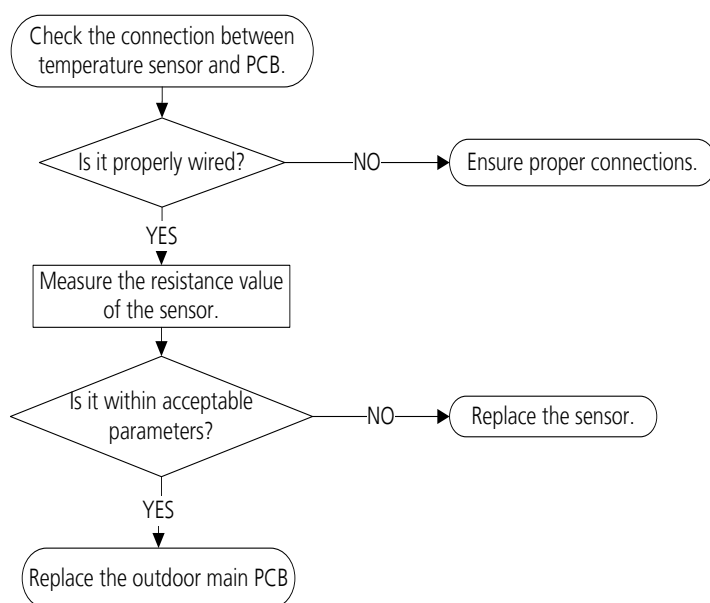 Check the connection between
temperature sensor and PCB.
Is it properly wired?
NO
Ensure proper connections.
YES
Measure the resistance value
of the sensor.
Is it within acceptable
parameters?
NO
Replace the sensor.
YES
Replace the outdoor main PCB